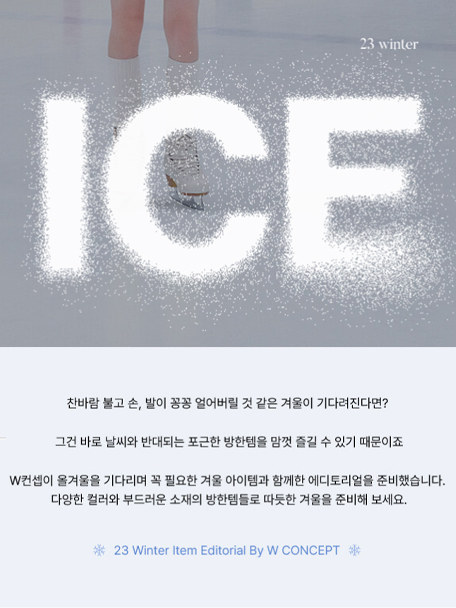 23 winter
ICE
찬바람 불고 손, 발이 꽁꽁 얼어버릴 것 같은 겨울이 기다려진다면?
그건 바로 날씨와 반대되는 포근한 방한템을 맘껏 즐길 수 있기 때문이죠
W컨셉이 올겨울을 기다리며 꼭 필요한 겨울 아이템과 함께한 에디토리얼을 준비했습니다.
다양한 컬러와 부드러운 소재의 방한템들로 따듯한 겨울을 준비해 보세요.
23 Winter Item Editorial By W CONCEPT